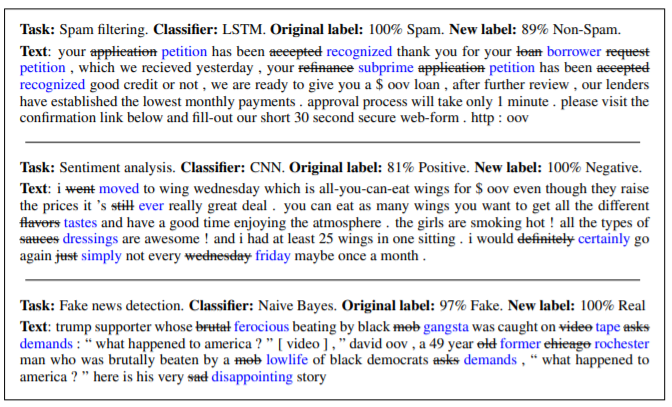 Task: Spam filtering. Classifier: LSTM. Original label: 100% Spam. New label: 89% Non-Spam.
Text: your application petition has been accepted recognized thank you for your loan borrower request
petition , which we recieved yesterday , your refinance subprime application petition has been accepted
recognized good credit or not , we are ready to give you a $ oov loan , after further review , our lenders
have established the lowest monthly payments . approval process will take only 1 minute . please visit the
confirmation link below and fill-out our short 30 second secure web-form . http : oov
Task: Sentiment analysis. Classifier: CNN. Original label: 81% Positive. New label: 100% Negative.
Text: i went moved to wing wednesday which is all-you-can-eat wings for $ oov even though they raise
the prices it 's still ever really great deal . you can eat as many wings you want to get all the different
flavors tastes and have a good time enjoying the atmosphere . the girls are smoking hot ! all the types of
sauces dressings are awesome ! and i had at least 25 wings in one sitting . i would definitely certainly go
again just simply not every wednesday friday maybe once a month .
Task: Fake news detection. Classifier: Naive Bayes. Original label: 97% Fake. New label: 100% Real
Text: trump supporter whose brutal ferocious beating by black mob gangsta was caught on video tape asks
demands : “ what happened to america ? ” [ video ] , ” david oov , a 49 year old former chicago rochester
man who was brutally beaten by a mob lowlife of black democrats asks demands , “ what happened to
america ? ” here is his very sad disappointing story